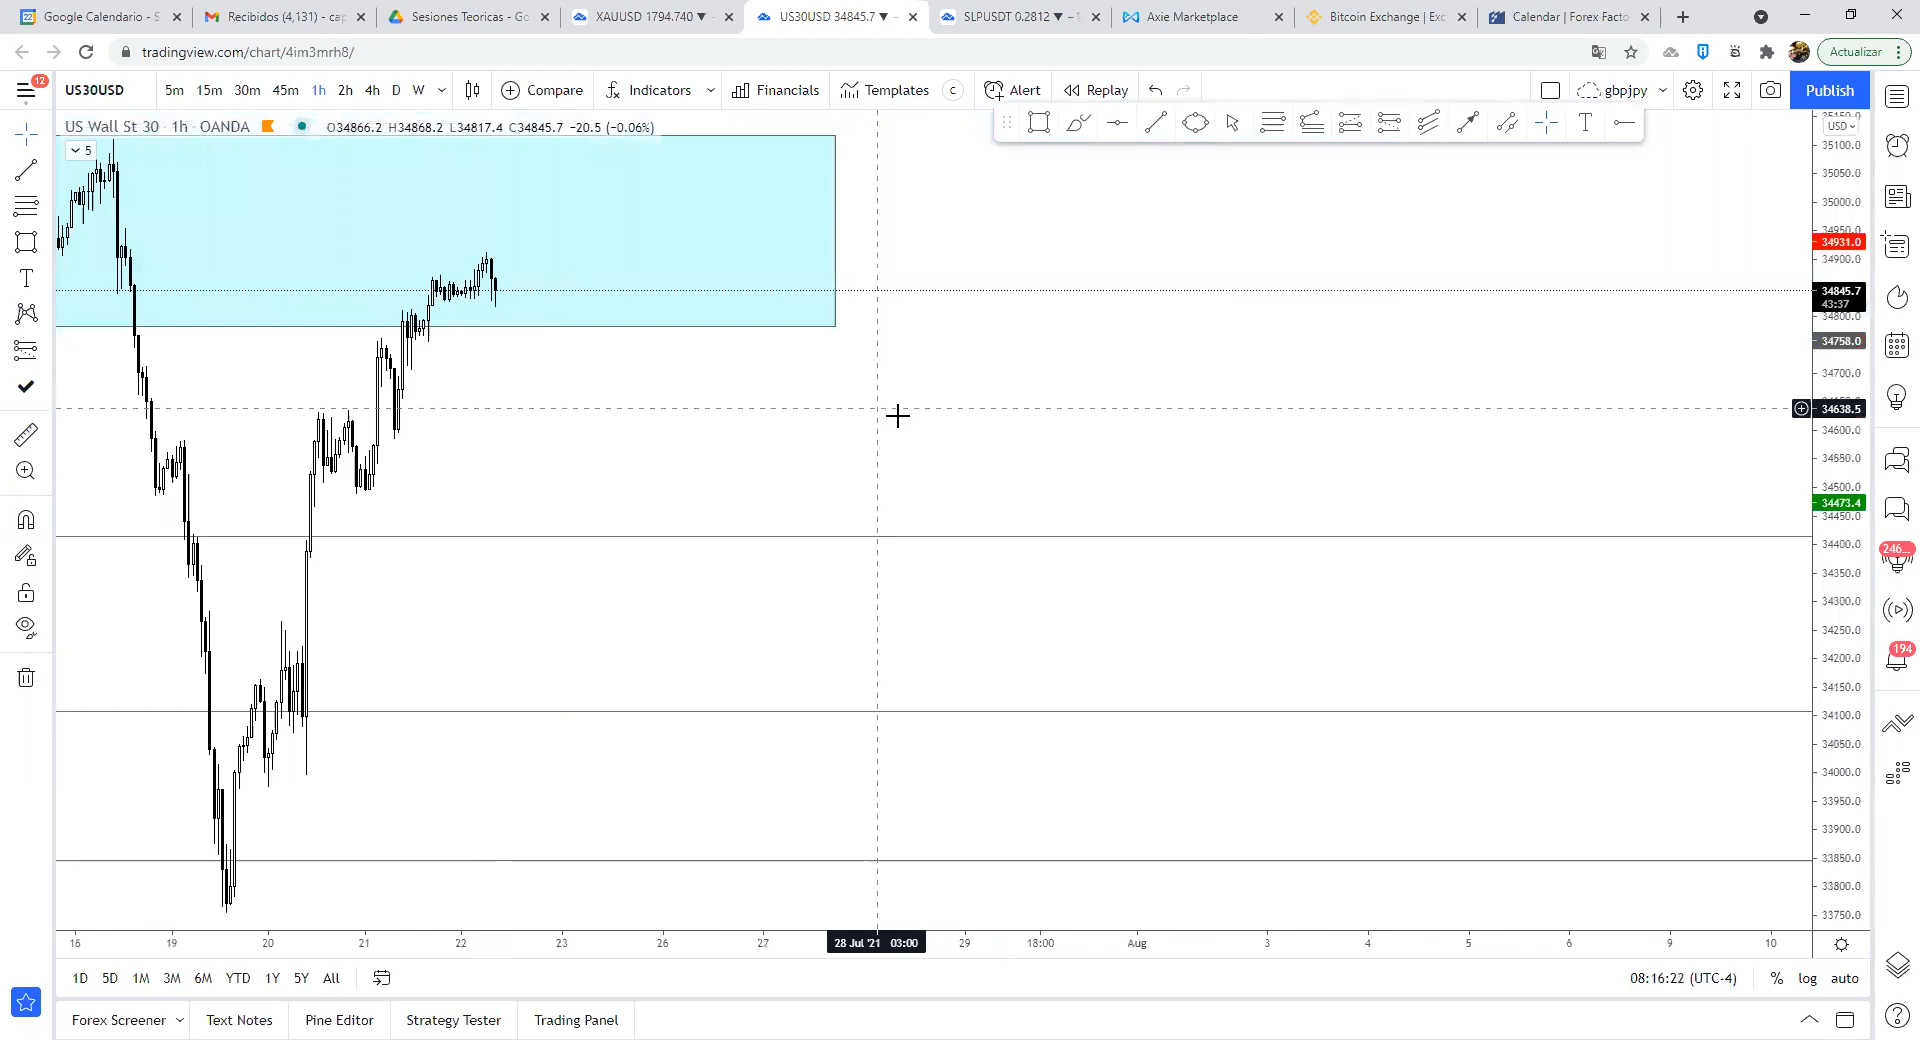 Google Calendario - S
Recibidos (4,131) - cap
Sesiones Teoricas - Go
XAUUSD 1794.740 ▼ –
US30USD 34845.7 ▼ –
SLPUSDT 0.2812 ▼ –
Axie Marketplace
Bitcoin Exchange | Exc
Calendar | Forex Facto
tradingview.com/chart/4im3mrh8/
Actualizar
12
US30USD
5m 15m 30m 45m 1h 2h 4h D W
Compare
Indicators
Financials
Templates
C
Alert
Replay
gbpjpy
Publish
US Wall St 30 · 1h · OANDA
O34866.2 H34868.2 L34817.4 C34845.7 −20.5 (−0.06%)
5
USD
35150.0
35100.0
35050.0
35000.0
34950.0
34931.0
34900.0
34845.7
43:37
34800.0
34758.0
34700.0
34638.5
34600.0
34550.0
34500.0
34473.4
34450.0
34400.0
34350.0
34300.0
34250.0
34200.0
34150.0
34100.0
34050.0
34000.0
33950.0
33900.0
33850.0
33800.0
33750.0
246...
194
16 19 20 21 22 23 26 27 28 Jul '21 03:00 29 18:00 Aug 3 4 5 6 9 10
1D 5D 1M 3M 6M YTD 1Y 5Y All
08:16:22 (UTC-4)
% log auto
Forex Screener
Text Notes
Pine Editor
Strategy Tester
Trading Panel